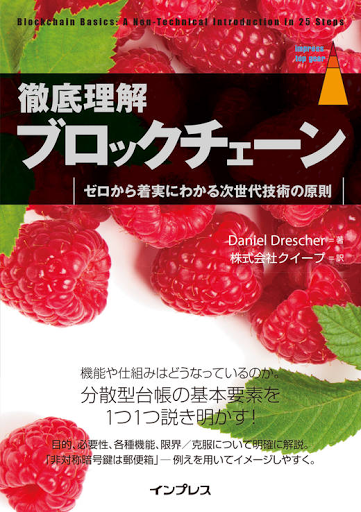 Blockchain Basics: A Non-Technical Introduction in 25 Steps
impress
top gear
徹底理解
ブロックチェーン
ゼロから着実にわかる次世代技術の原則
Daniel Drescher=著
株式会社クイープ=訳
機能や仕組みはどうなっているのか。
分散型台帳の基本要素を
1つ1つ説き明かす!
目的、必要性、各種機能、限界/克服について明確に解説。
「非対称暗号鍵は郵便箱」― 例えを用いてイメージしやすく。
インプレス